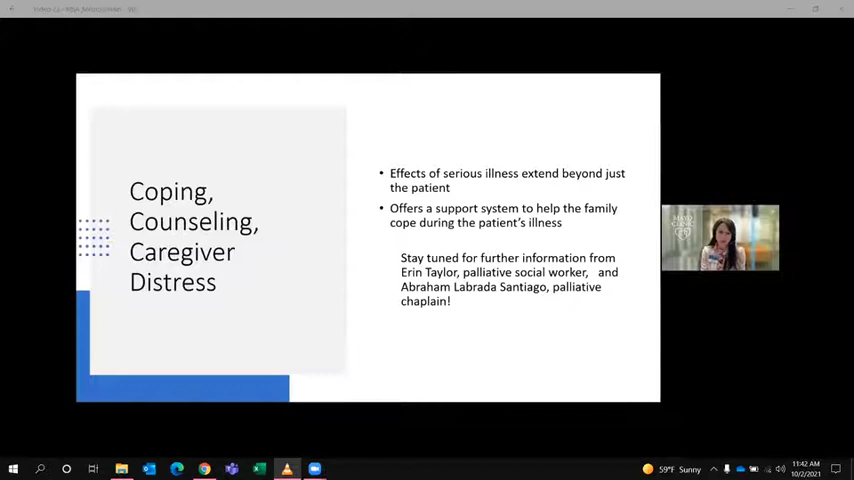 Coping,
Counseling,
Caregiver
Distress
• Effects of serious illness extend beyond just
the patient
• Offers a support system to help the family
cope during the patient's illness
Stay tuned for further information from
Erin Taylor, palliative social worker, and
Abraham Labrada Santiago, palliative
chaplain!
MAYO
CLINIC
59°F Sunny
11:42 AM
10/2/2021